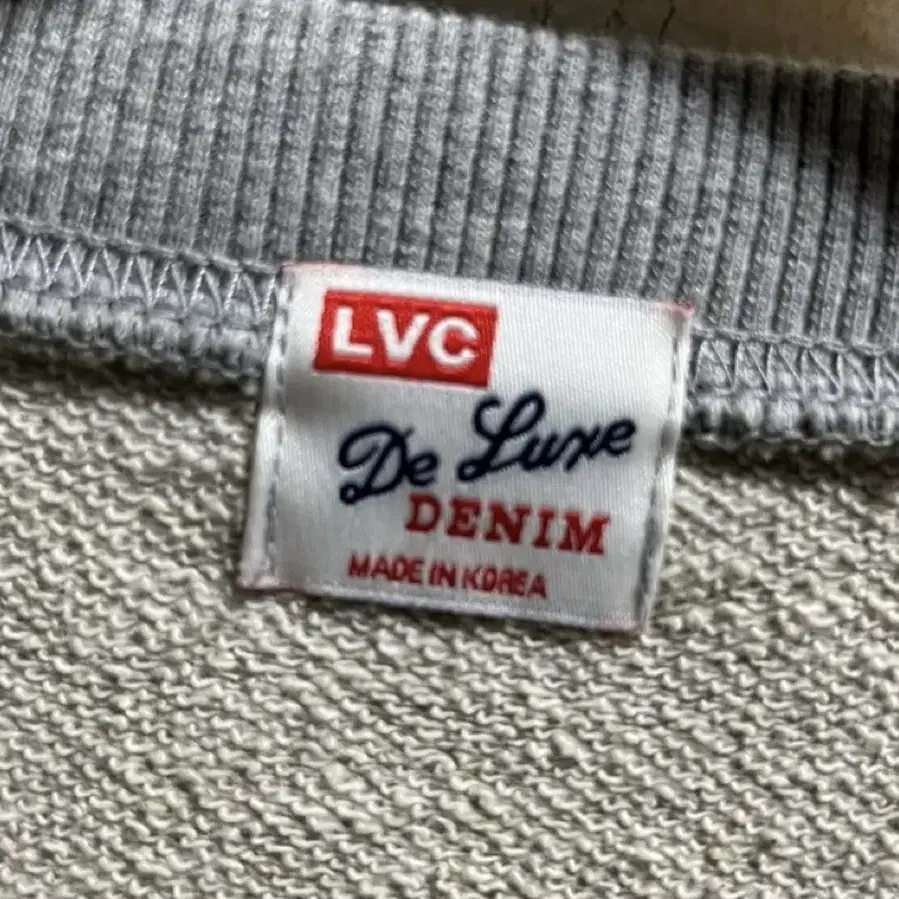 LVC
De Luxe
DENIM
MADE IN KOREA